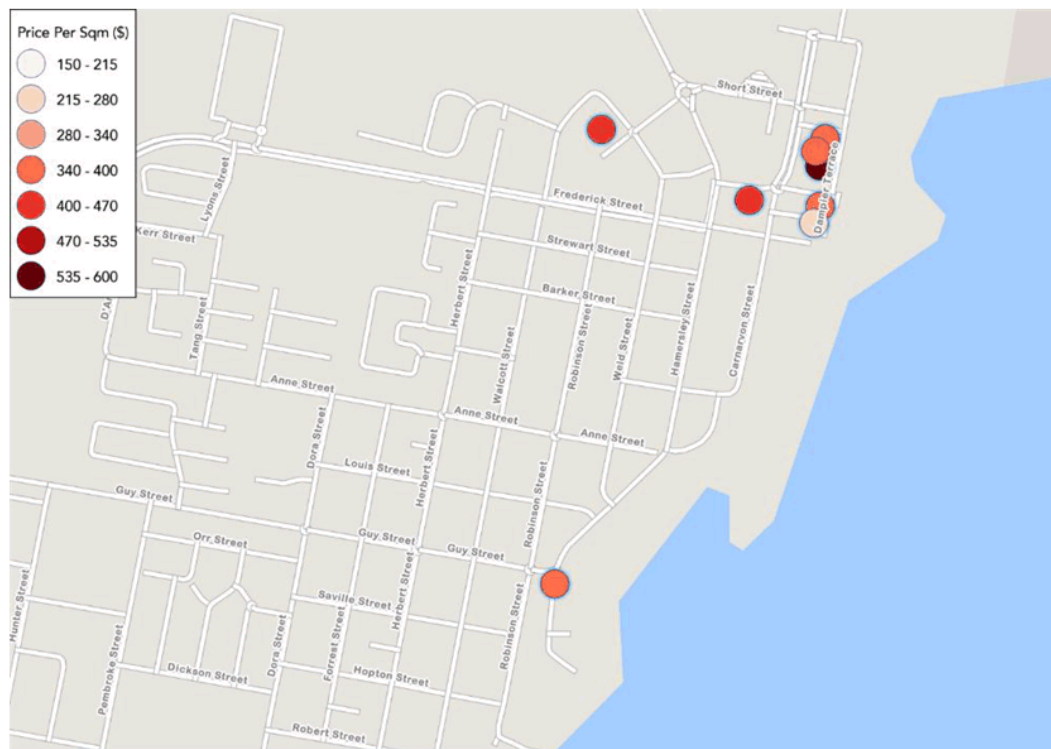 Price Per Sqm ($)
150 - 215
215 - 280
280 - 340
340 - 400
400 - 470
470 - 535
535 - 600
Short Street
Dampier Terrace
Lyons Street
Frederick Street
Kerr Street
Strewart Street
Herbert Street
Barker Street
Tang Street
Walcott Street
Robinson Street
Weld Street
Hamersley Street
Carnarvon Street
Anne Street
Anne Street
Anne Street
Dora Street
Louis Street
Herbert Street
Robinson Street
Guy Street
Guy Street
Guy Street
Orr Street
Saville Street
Herbert Street
Hunter Street
Pembroke Street
Dora Street
Forrest Street
Robinson Street
Dickson Street
Hopton Street
Robert Street